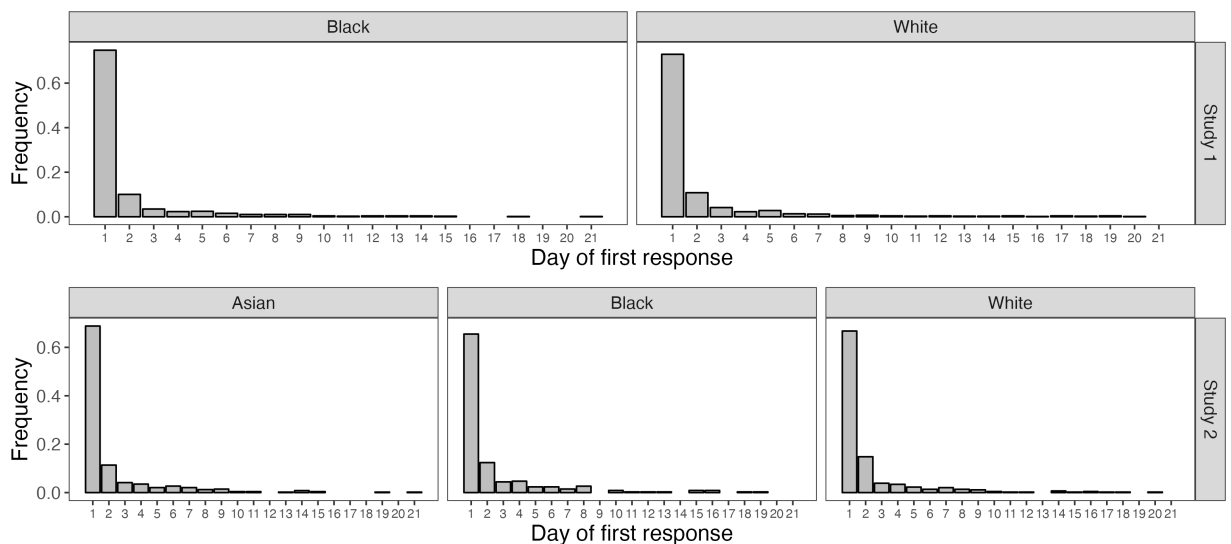 Black White
0.6
0.4
0.2
0.0
Frequency
Study 1
1 2 3 4 5 6 7 8 9 10 11 12 13 14 15 16 17 18 19 20 21 1 2 3 4 5 6 7 8 9 10 11 12 13 14 15 16 17 18 19 20 21
Day of first response
Asian Black White
0.6
0.4
0.2
0.0
Frequency
Study 2
1 2 3 4 5 6 7 8 9 10 11 12 13 14 15 16 17 18 19 20 21 1 2 3 4 5 6 7 8 9 10 11 12 13 14 15 16 17 18 19 20 21 1 2 3 4 5 6 7 8 9 10 11 12 13 14 15 16 17 18 19 20 21
Day of first response